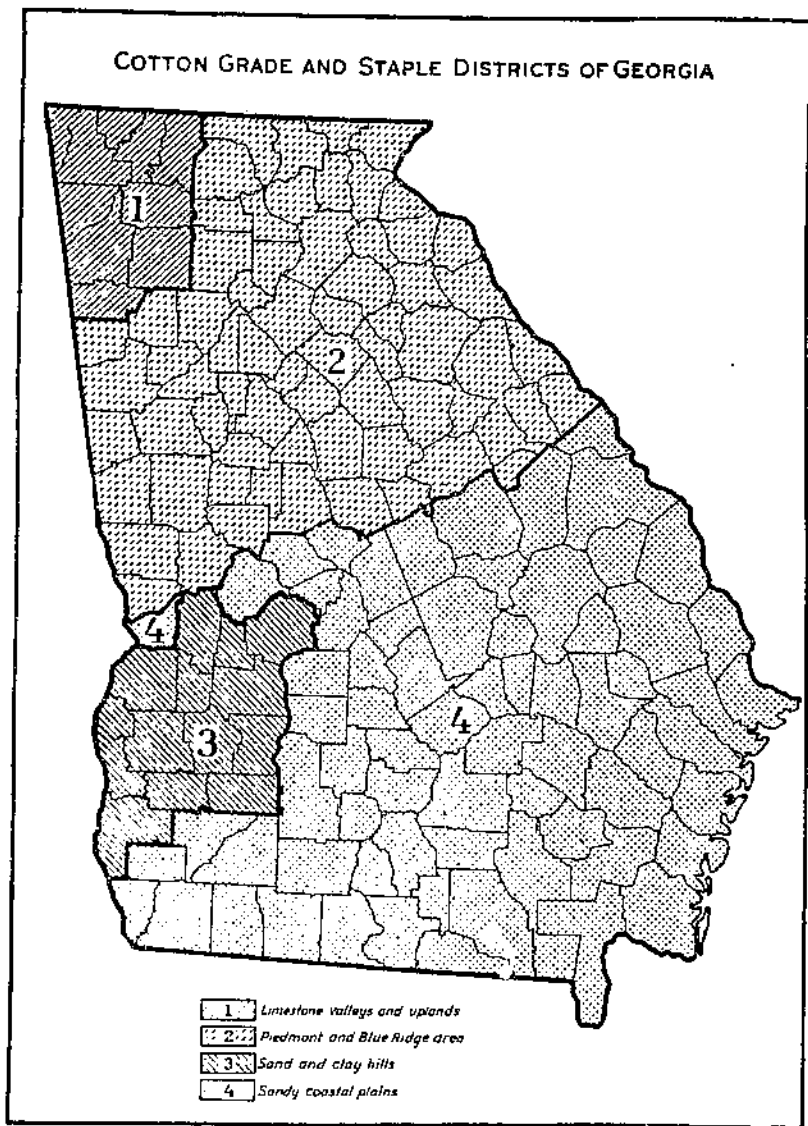 COTTON GRADE AND STAPLE DISTRICTS OF GEORGIA
1
2
4
3
4
1 Limestone valleys and uplands
2 Piedmont and Blue Ridge area
3 Sand and clay hills
4 Sandy coastal plains